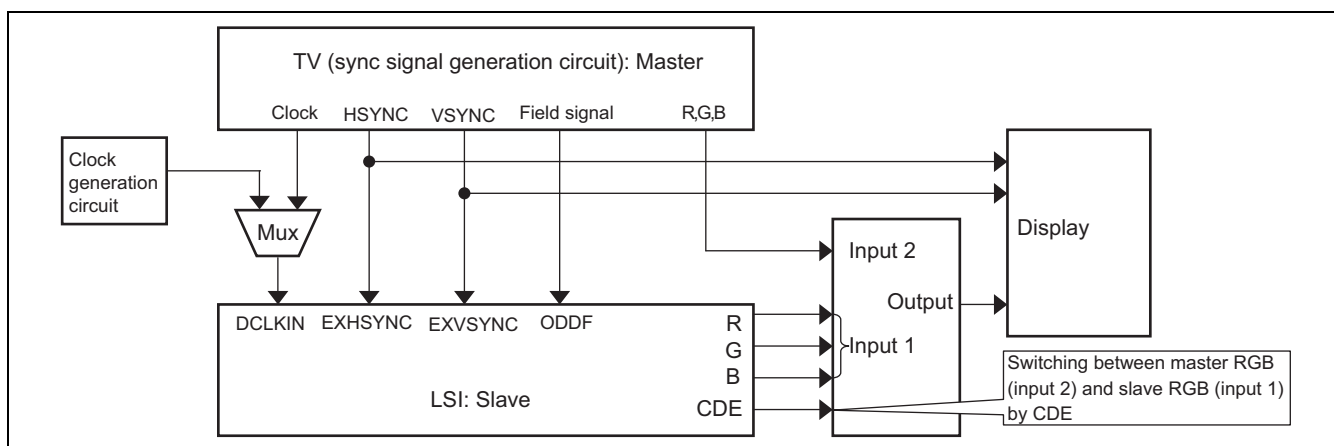 TV (sync signal generation circuit): Master
Clock HSYNC VSYNC Field signal R,G,B
Clock
generation
circuit
Mux
Display
Input 2
Output
DCLKIN EXHSYNC EXVSYNC ODDF
R
G
B
CDE
Input 1
LSI: Slave
Switching between master RGB
(input 2) and slave RGB (input 1)
by CDE